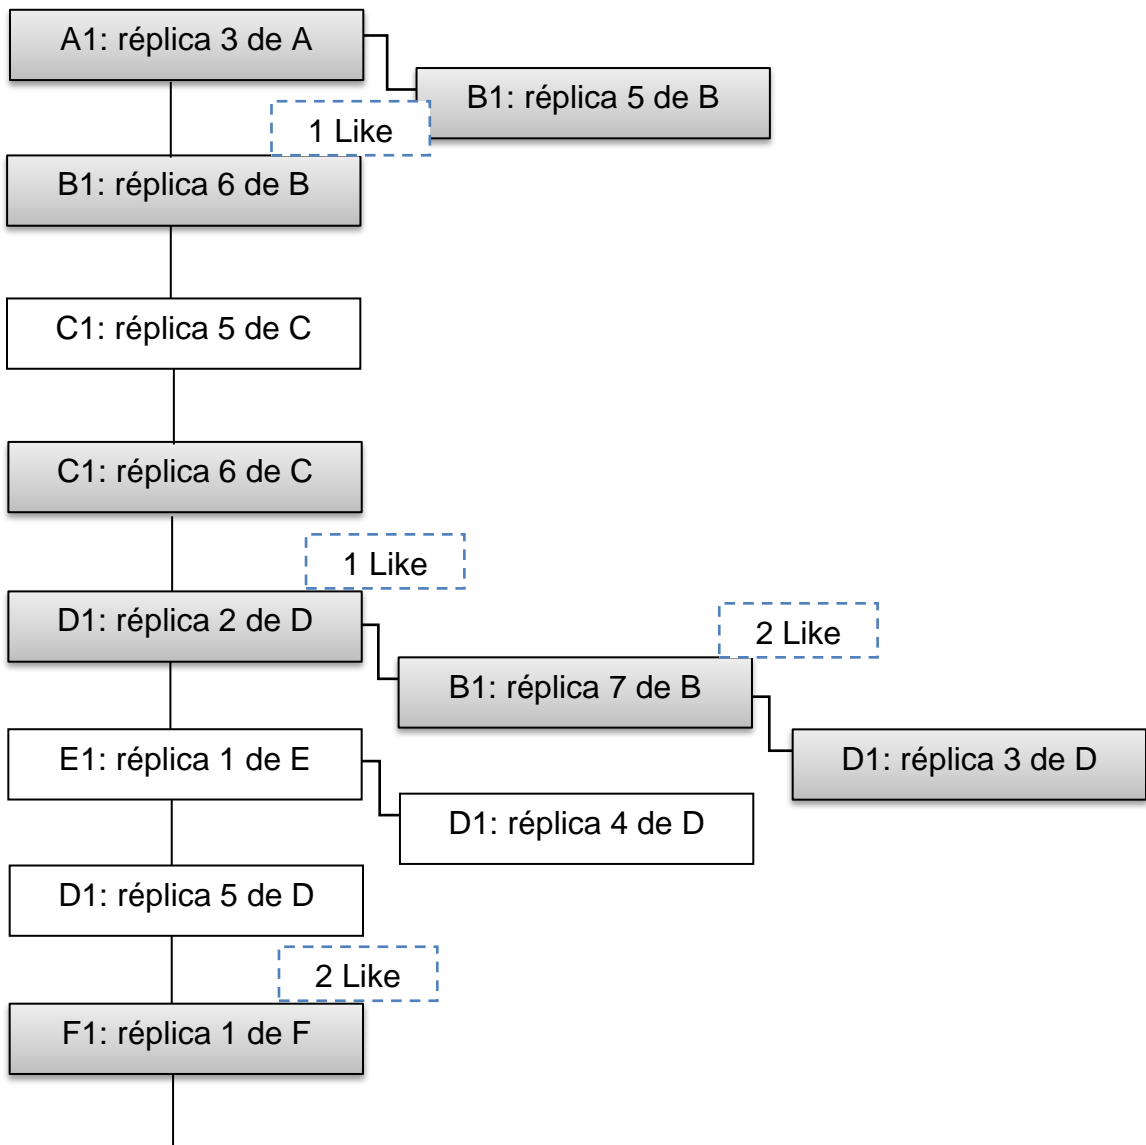 A1: réplica 3 de A
B1: réplica 5 de B
1 Like
B1: réplica 6 de B
C1: réplica 5 de C
C1: réplica 6 de C
1 Like
D1: réplica 2 de D
2 Like
B1: réplica 7 de B
D1: réplica 3 de D
E1: réplica 1 de E
D1: réplica 4 de D
D1: réplica 5 de D
2 Like
F1: réplica 1 de F